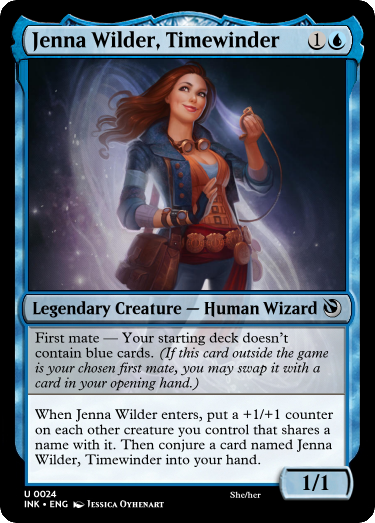 Jenna Wilder, Timewinder 1
Legendary Creature — Human Wizard
First mate — Your starting deck doesn't
contain blue cards. (If this card outside the game
is your chosen first mate, you may swap it with a
card in your opening hand.)
When Jenna Wilder enters, put a +1/+1 counter
on each other creature you control that shares a
name with it. Then conjure a card named Jenna
Wilder, Timewinder into your hand.
1/1
U 0024
She/her
INK • ENG Jessica Oyhenart